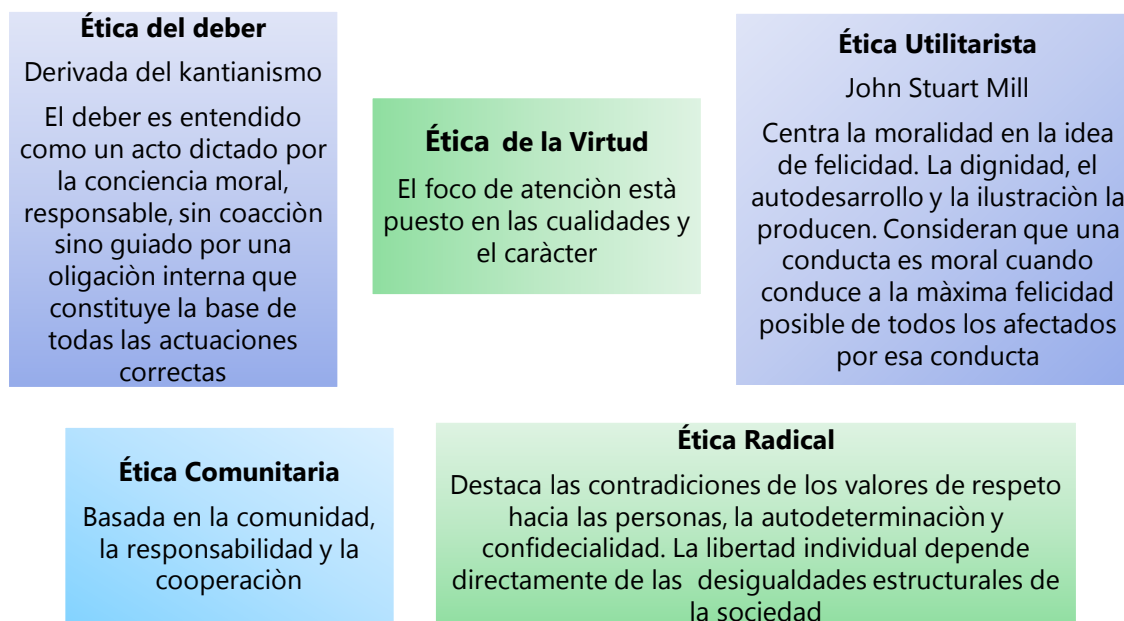 Ética del deber
Derivada del kantianismo
El deber es entendido
como un acto dictado por
la conciencia moral,
responsable, sin coacciòn
sino guiado por una
oligaciòn interna que
constituye la base de
todas las actuaciones
correctas
Ética de la Virtud
El foco de atenciòn està
puesto en las cualidades y
el caràcter
Ética Utilitarista
John Stuart Mill
Centra la moralidad en la idea
de felicidad. La dignidad, el
autodesarrollo y la ilustraciòn la
producen. Consideran que una
conducta es moral cuando
conduce a la màxima felicidad
posible de todos los afectados
por esa conducta
Ética Comunitaria
Basada en la comunidad,
la responsabilidad y la
cooperaciòn
Ética Radical
Destaca las contradiciones de los valores de respeto
hacia las personas, la autodeterminaciòn y
confidecialidad. La libertad individual depende
directamente de las desigualdades estructurales de
la sociedad